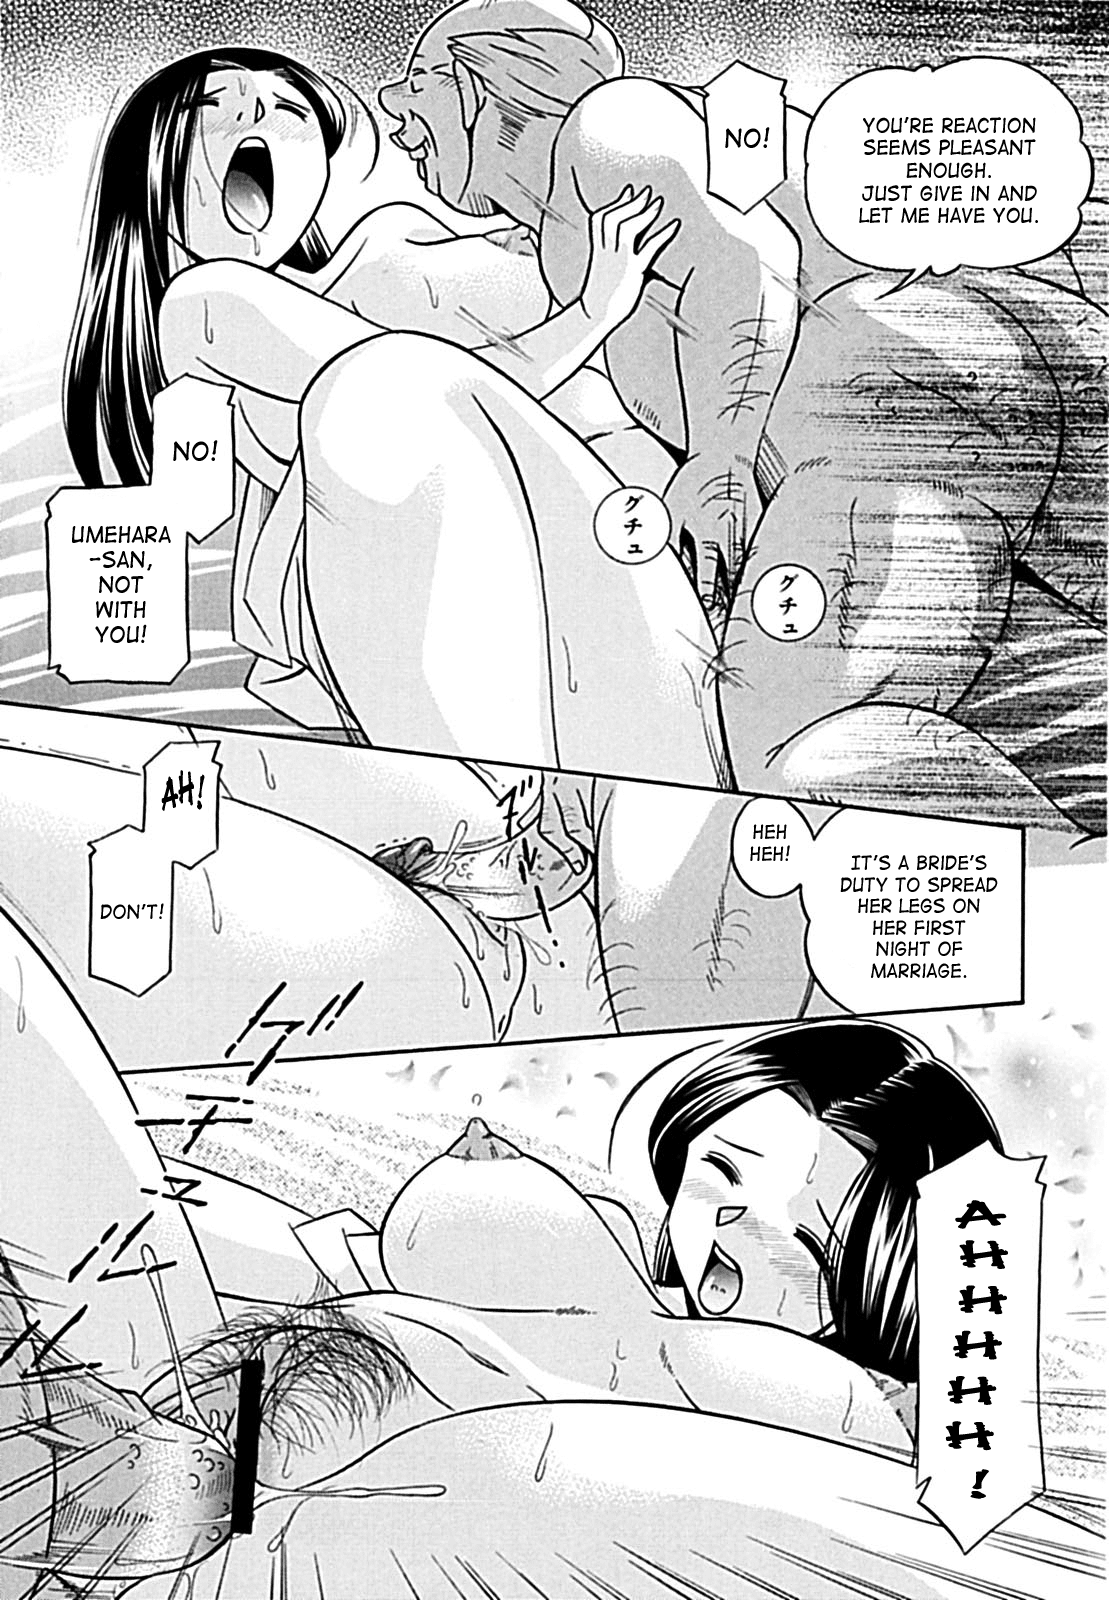 YOU'RE REACTION
SEEMS PLEASANT
ENOUGH.
JUST GIVE IN AND
LET ME HAVE YOU.
NO!
NO!
UMEHARA
-SAN,
NOT
WITH
YOU!
グチュ
グチュ
AH!
DON'T!
HEH
HEH!
IT'S A BRIDE'S
DUTY TO SPREAD
HER LEGS ON
HER FIRST
NIGHT OF
MARRIAGE.
AHHHHH!